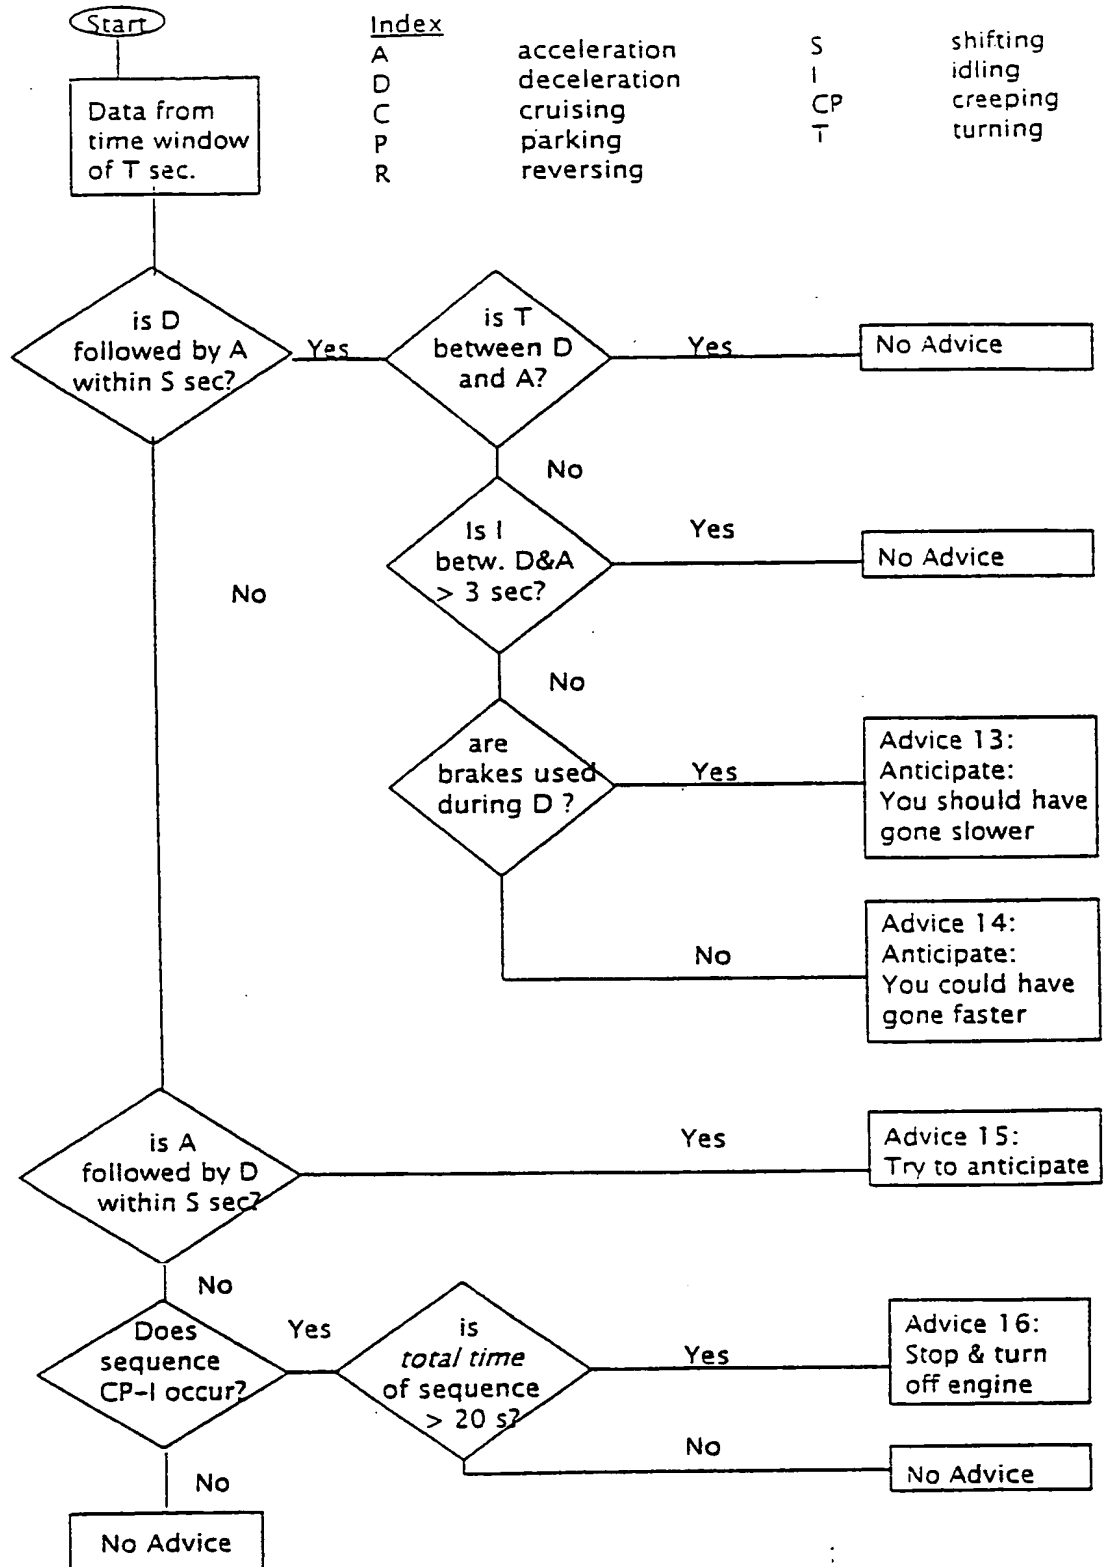 Start
Index
A acceleration
D deceleration
C cruising
P parking
R reversing
S shifting
I idling
CP creeping
T turning
Data from
time window
of T sec.
is D
followed by A
within S sec?
Yes
is T
between D
and A?
Yes
No Advice
No
Is I
betw. D&A
> 3 sec?
Yes
No Advice
No
No
are
brakes used
during D ?
Yes
Advice 13:
Anticipate:
You should have
gone slower
No
Advice 14:
Anticipate:
You could have
gone faster
is A
followed by D
within S sec?
Yes
Advice 15:
Try to anticipate
No
Does
sequence
CP-I occur?
Yes
is
total time
of sequence
> 20 s?
Yes
Advice 16:
Stop & turn
off engine
No
No Advice
No
No Advice